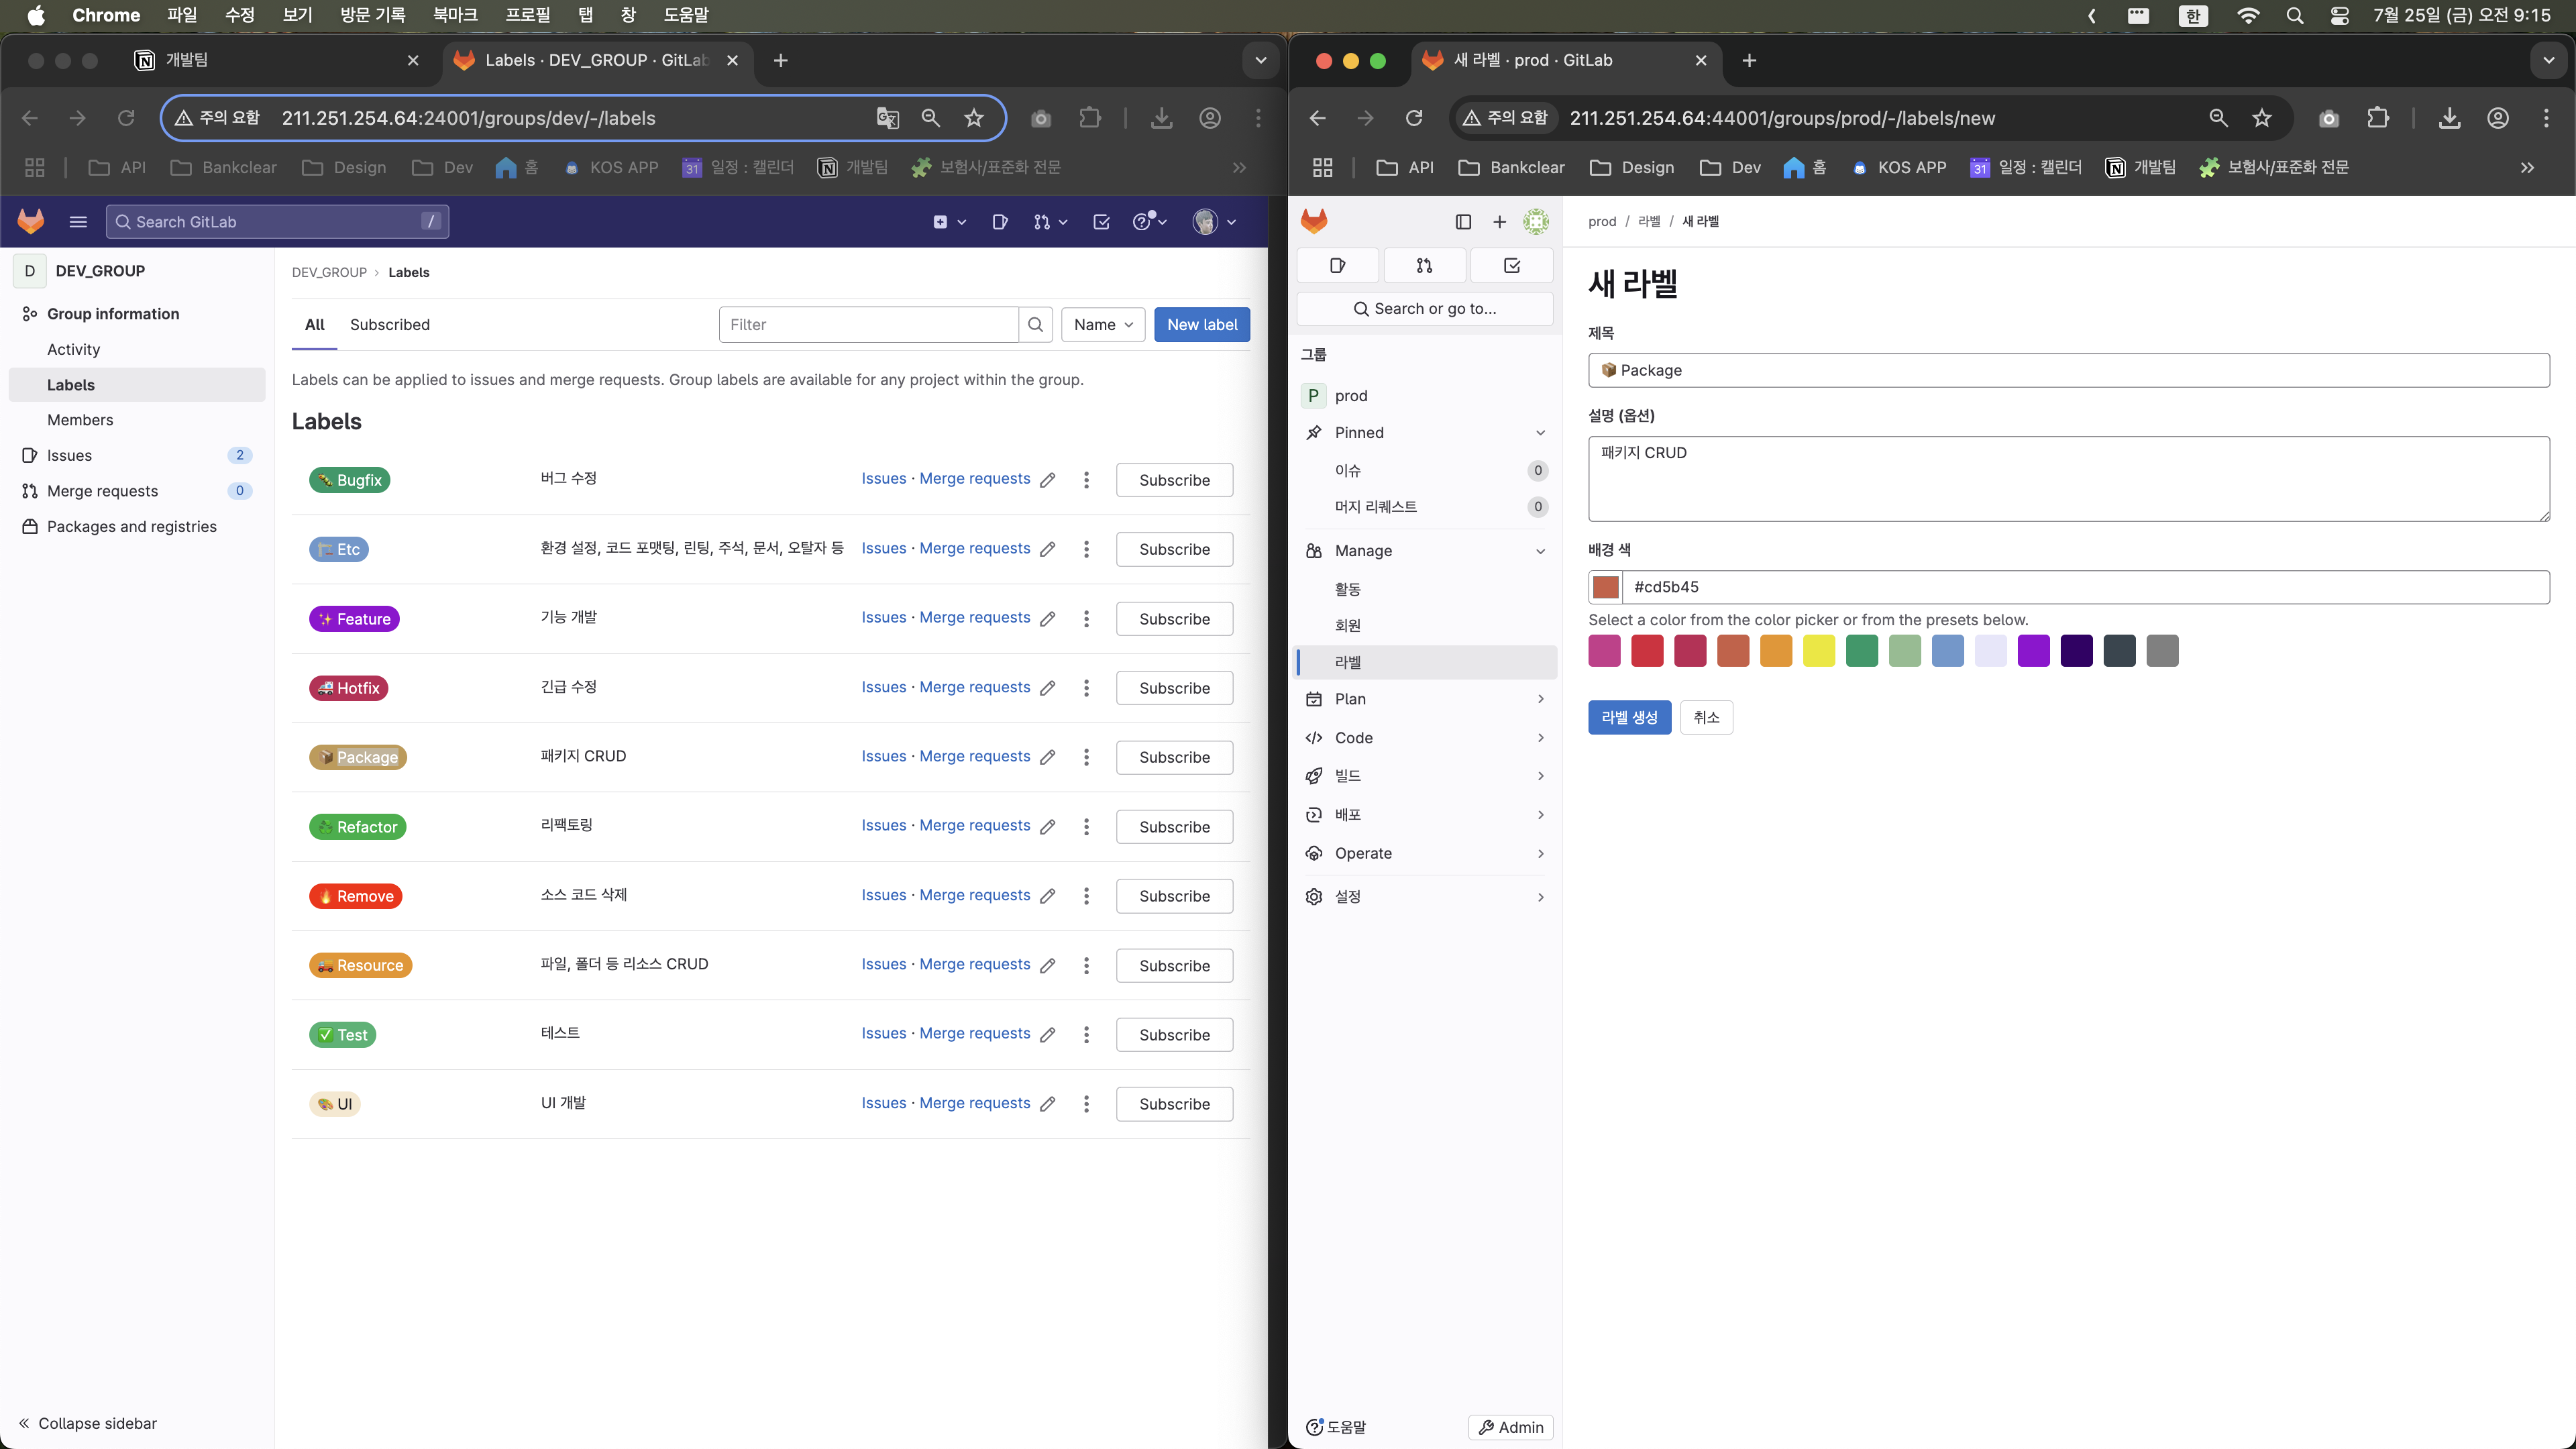 Chrome 파일 수정 보기 방문 기록 북마크 프로필 탭 창 도움말 한 7월 25일 (금) 오전 9:15
개발팀
Labels · DEV_GROUP · GitLab
주의 요함 211.251.254.64:24001/groups/dev/-/labels
API Bankclear Design Dev 홈 KOS APP 31 일정 : 캘린더 개발팀 보험사/표준화 전문
Search GitLab /
D DEV_GROUP
Group information
Activity
Labels
Members
Issues 2
Merge requests 0
Packages and registries
Collapse sidebar
DEV_GROUP › Labels
All Subscribed Filter Name New label
Labels can be applied to issues and merge requests. Group labels are available for any project within the group.
Labels
Bugfix 버그 수정 Issues · Merge requests Subscribe
Etc 환경 설정, 코드 포맷팅, 린팅, 주석, 문서, 오탈자 등 Issues · Merge requests Subscribe
✨ Feature 기능 개발 Issues · Merge requests Subscribe
🚑 Hotfix 긴급 수정 Issues · Merge requests Subscribe
📦 Package 패키지 CRUD Issues · Merge requests Subscribe
Refactor 리팩토링 Issues · Merge requests Subscribe
🔥 Remove 소스 코드 삭제 Issues · Merge requests Subscribe
🚚 Resource 파일, 폴더 등 리소스 CRUD Issues · Merge requests Subscribe
✅ Test 테스트 Issues · Merge requests Subscribe
🎨 UI UI 개발 Issues · Merge requests Subscribe
새 라벨 · prod · GitLab
주의 요함 211.251.254.64:44001/groups/prod/-/labels/new
API Bankclear Design Dev 홈 KOS APP 31 일정 : 캘린더 개발팀 보험사/표준화 전문
Search or go to...
그룹
P prod
Pinned
이슈 0
머지 리퀘스트 0
Manage
활동
회원
라벨
Plan
Code
빌드
배포
Operate
설정
도움말 Admin
prod / 라벨 / 새 라벨
새 라벨
제목
📦 Package
설명 (옵션)
패키지 CRUD
배경 색
#cd5b45
Select a color from the color picker or from the presets below.
라벨 생성 취소